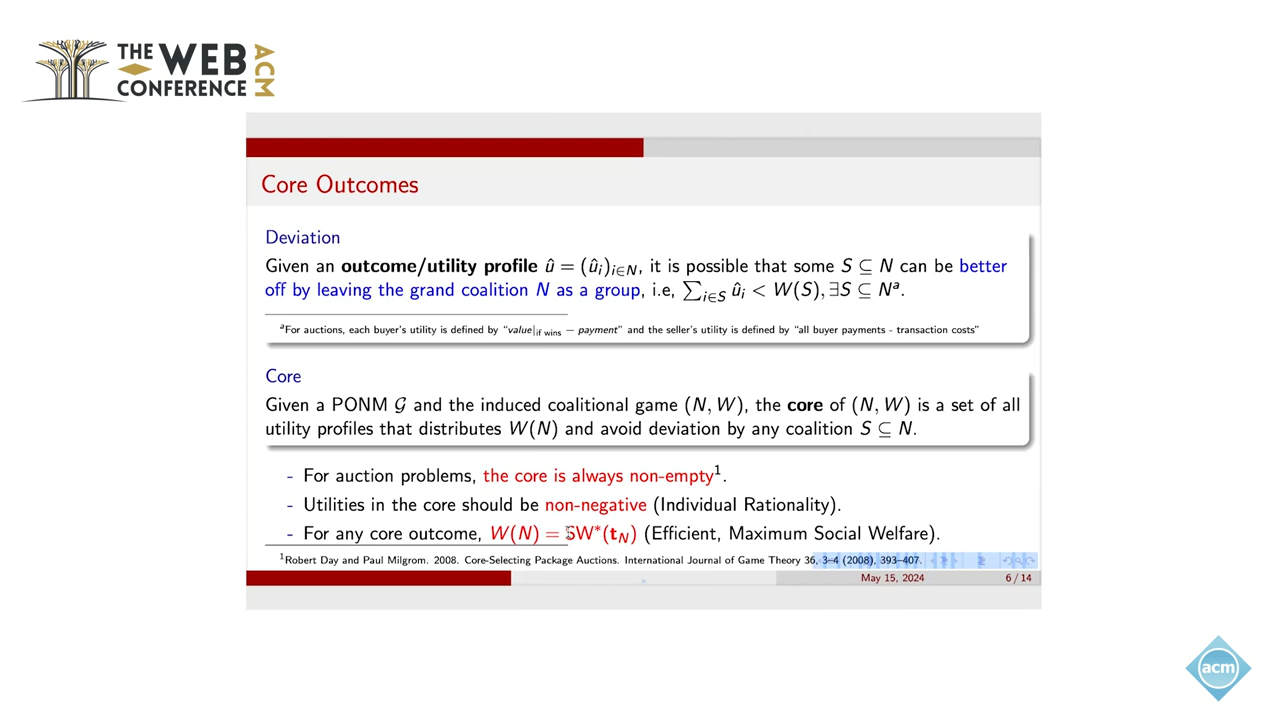 THE WEB
CONFERENCE
ACM
Core Outcomes
Deviation
Given an outcome/utility profile û = (ûᵢ)ᵢ∈N, it is possible that some S ⊆ N can be better
off by leaving the grand coalition N as a group, i.e, ∑ᵢ∈S ûᵢ < W(S), ∃S ⊆ Nᵃ.
ᵃFor auctions, each buyer's utility is defined by "value|if wins − payment" and the seller's utility is defined by "all buyer payments - transaction costs"
Core
Given a PONM 𝒢 and the induced coalitional game (N, W), the core of (N, W) is a set of all
utility profiles that distributes W(N) and avoid deviation by any coalition S ⊆ N.
- For auction problems, the core is always non-empty¹.
- Utilities in the core should be non-negative (Individual Rationality).
- For any core outcome, W(N) = SW*(t_N) (Efficient, Maximum Social Welfare).
¹Robert Day and Paul Milgrom. 2008. Core-Selecting Package Auctions. International Journal of Game Theory 36, 3–4 (2008), 393–407.
May 15, 2024 6 / 14
acm